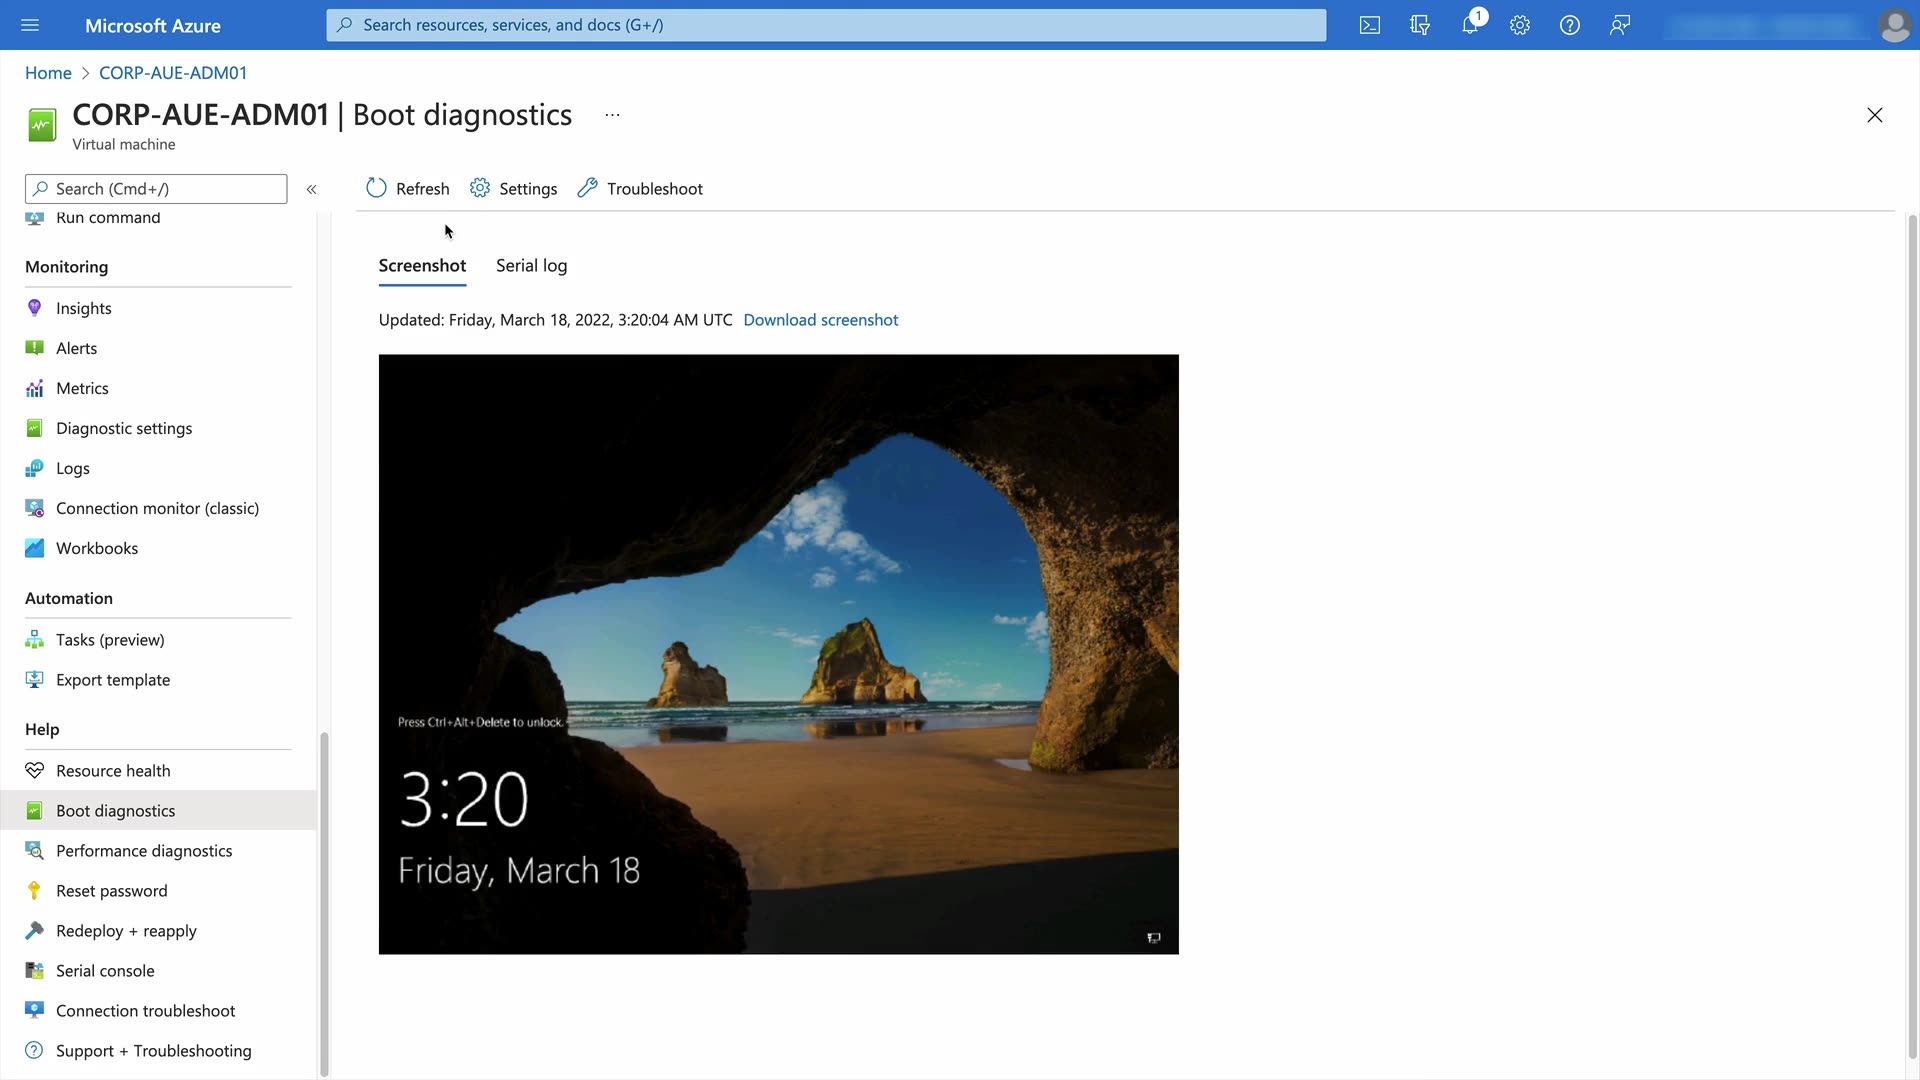 Microsoft Azure
Search resources, services, and docs (G+/)
1
Home > CORP-AUE-ADM01
CORP-AUE-ADM01 | Boot diagnostics ...
Virtual machine
Search (Cmd+/)
«
Refresh
Settings
Troubleshoot
Run command
Monitoring
Insights
Alerts
Metrics
Diagnostic settings
Logs
Connection monitor (classic)
Workbooks
Automation
Tasks (preview)
Export template
Help
Resource health
Boot diagnostics
Performance diagnostics
Reset password
Redeploy + reapply
Serial console
Connection troubleshoot
Support + Troubleshooting
Screenshot
Serial log
Updated: Friday, March 18, 2022, 3:20:04 AM UTC Download screenshot
Press Ctrl+Alt+Delete to unlock.
3:20
Friday, March 18